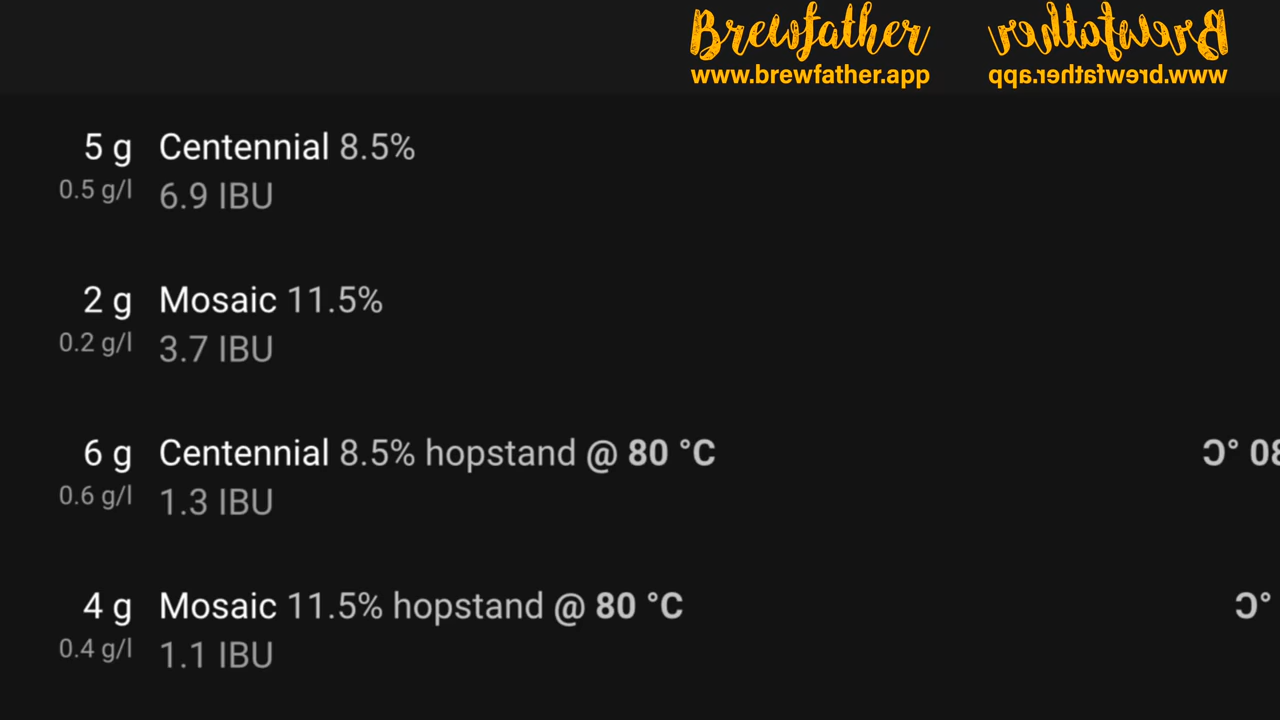 Brewfather Brewfather
www.brewfather.app www.brewfather.app
5 g Centennial 8.5%
0.5 g/l 6.9 IBU
2 g Mosaic 11.5%
0.2 g/l 3.7 IBU
6 g Centennial 8.5% hopstand @ 80 °C 80 °C
0.6 g/l 1.3 IBU
4 g Mosaic 11.5% hopstand @ 80 °C °C
0.4 g/l 1.1 IBU